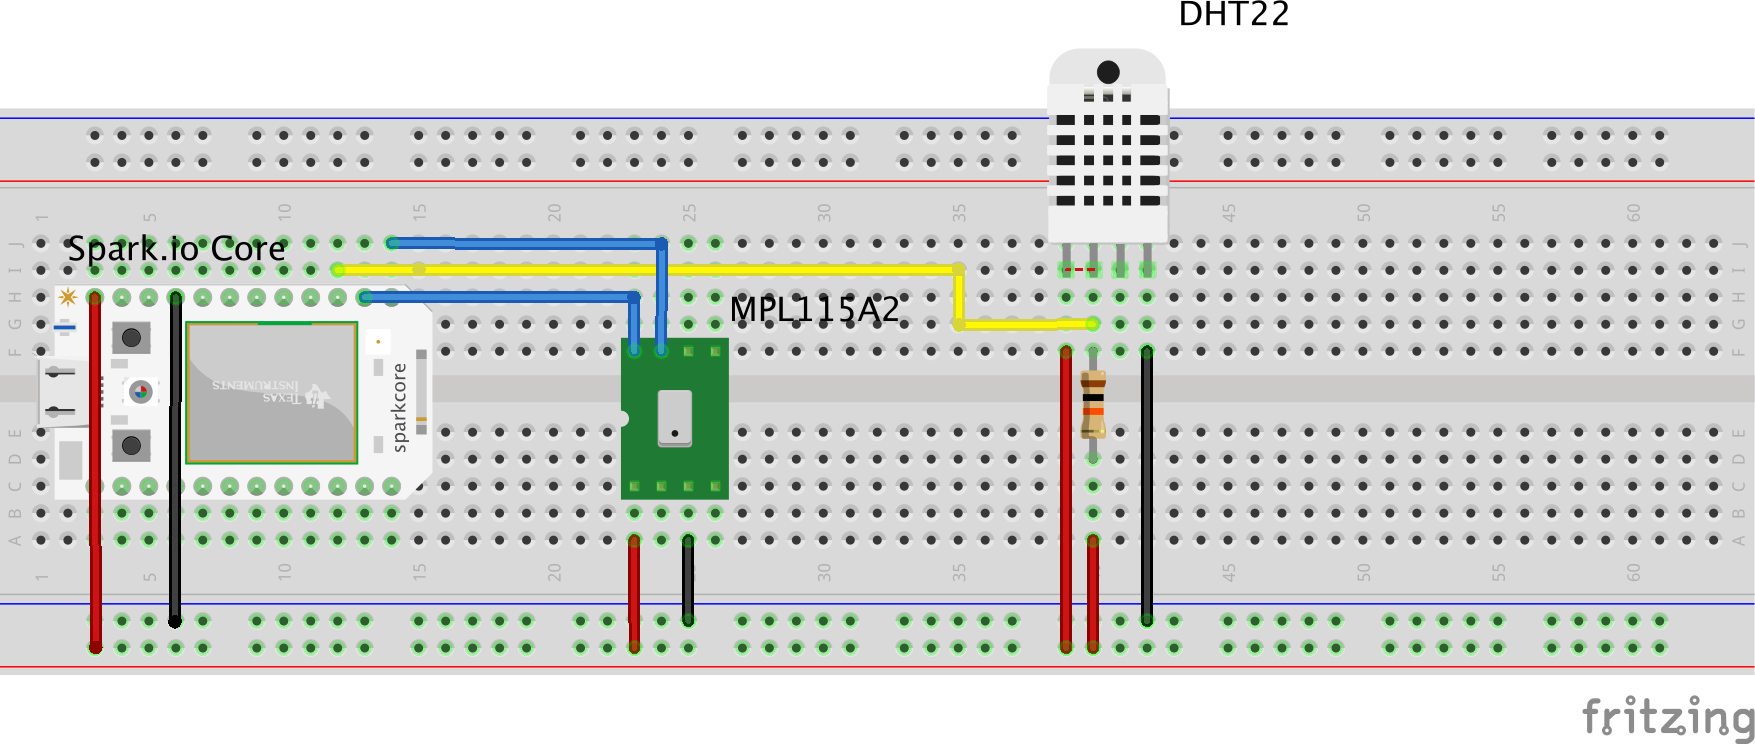 DHT22
1 5 10 15 20 25 30 35 45 50 55 60
J J
Spark.io Core
I I
H H
MPL115A2
G G
F F
TEXAS
INSTRUMENTS
sparkcore
E E
D D
C C
B B
A A
1 5 10 15 20 30 35 45 50 55 60
fritzing